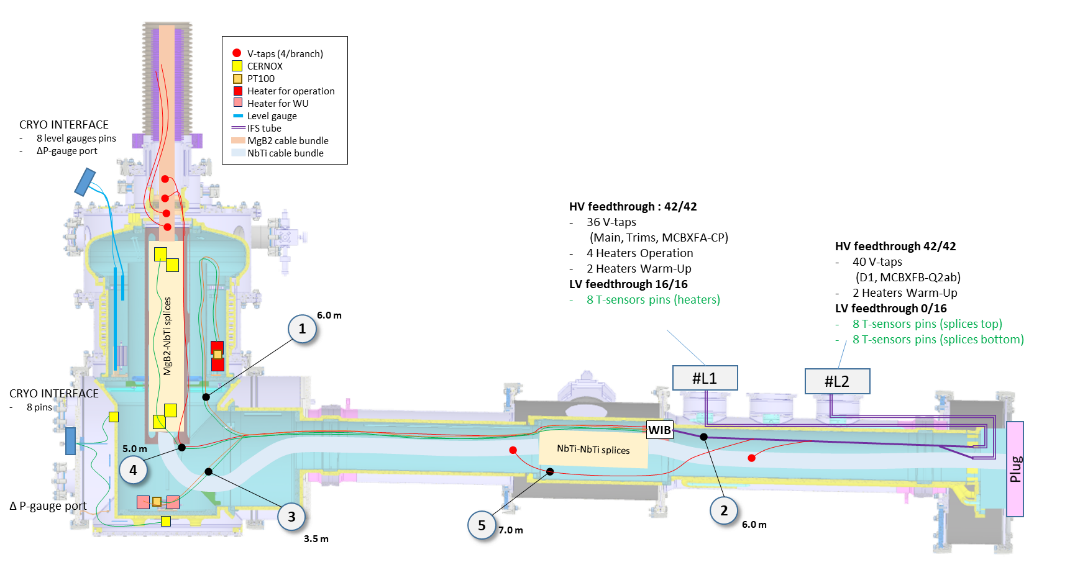 V-taps (4/branch)
CERNOX
PT100
Heater for operation
Heater for WU
Level gauge
IFS tube
MgB2 cable bundle
NbTi cable bundle
CRYO INTERFACE
- 8 level gauges pins
- ΔP-gauge port
HV feedthrough : 42/42
- 36 V-taps
(Main, Trims, MCBXFA-CP)
- 4 Heaters Operation
- 2 Heaters Warm-Up
LV feedthrough 16/16
- 8 T-sensors pins (heaters)
HV feedthrough 42/42
- 40 V-taps
(D1, MCBXFB-Q2ab)
- 2 Heaters Warm-Up
LV feedthrough 0/16
- 8 T-sensors pins (splices top)
- 8 T-sensors pins (splices bottom)
MgB2-NbTi splices
1
6.0 m
#L1
#L2
CRYO INTERFACE
- 8 pins
5.0 m
4
WIB
NbTi-NbTi splices
Plug
Δ P-gauge port
3
3.5 m
5
7.0 m
2
6.0 m